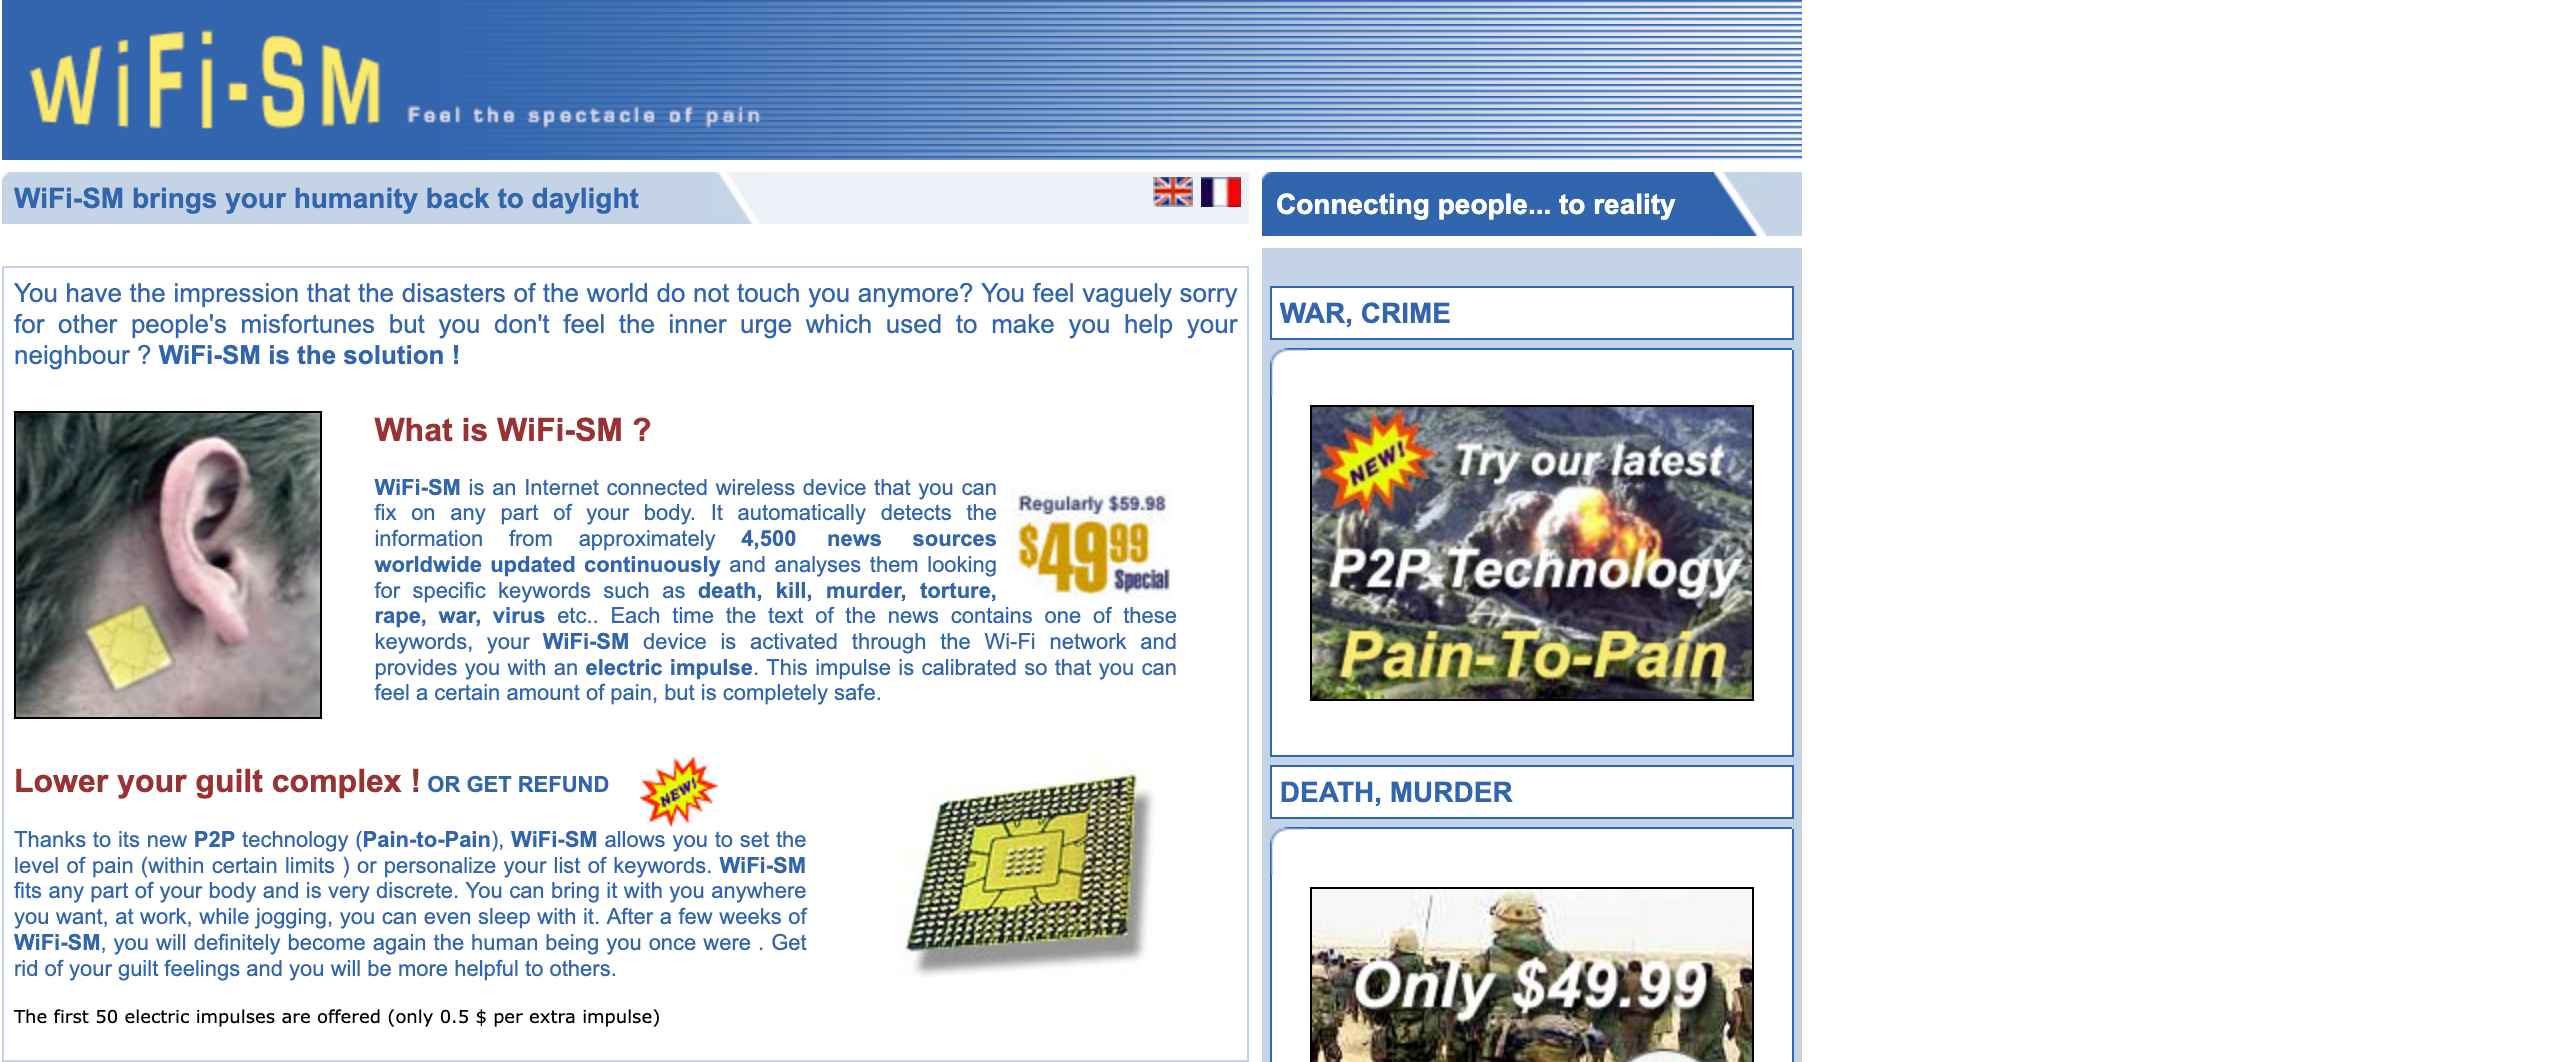 WiFi-SM
Feel the spectacle of pain
WiFi-SM brings your humanity back to daylight
You have the impression that the disasters of the world do not touch you anymore? You feel vaguely sorry
for other people's misfortunes but you don't feel the inner urge which used to make you help your
neighbour ? WiFi-SM is the solution !
What is WiFi-SM ?
WiFi-SM is an Internet connected wireless device that you can
fix on any part of your body. It automatically detects the
information from approximately 4,500 news sources
worldwide updated continuously and analyses them looking
for specific keywords such as death, kill, murder, torture,
rape, war, virus etc.. Each time the text of the news contains one of these
keywords, your WiFi-SM device is activated through the Wi-Fi network and
provides you with an electric impulse. This impulse is calibrated so that you can
feel a certain amount of pain, but is completely safe.
Regularly $59.98
$49.99
Special
Lower your guilt complex ! OR GET REFUND NEW!
Thanks to its new P2P technology (Pain-to-Pain), WiFi-SM allows you to set the
level of pain (within certain limits ) or personalize your list of keywords. WiFi-SM
fits any part of your body and is very discrete. You can bring it with you anywhere
you want, at work, while jogging, you can even sleep with it. After a few weeks of
WiFi-SM, you will definitely become again the human being you once were . Get
rid of your guilt feelings and you will be more helpful to others.
The first 50 electric impulses are offered (only 0.5 $ per extra impulse)
Connecting people... to reality
WAR, CRIME
NEW!
Try our latest
P2P Technology
Pain-To-Pain
DEATH, MURDER
Only $49.99